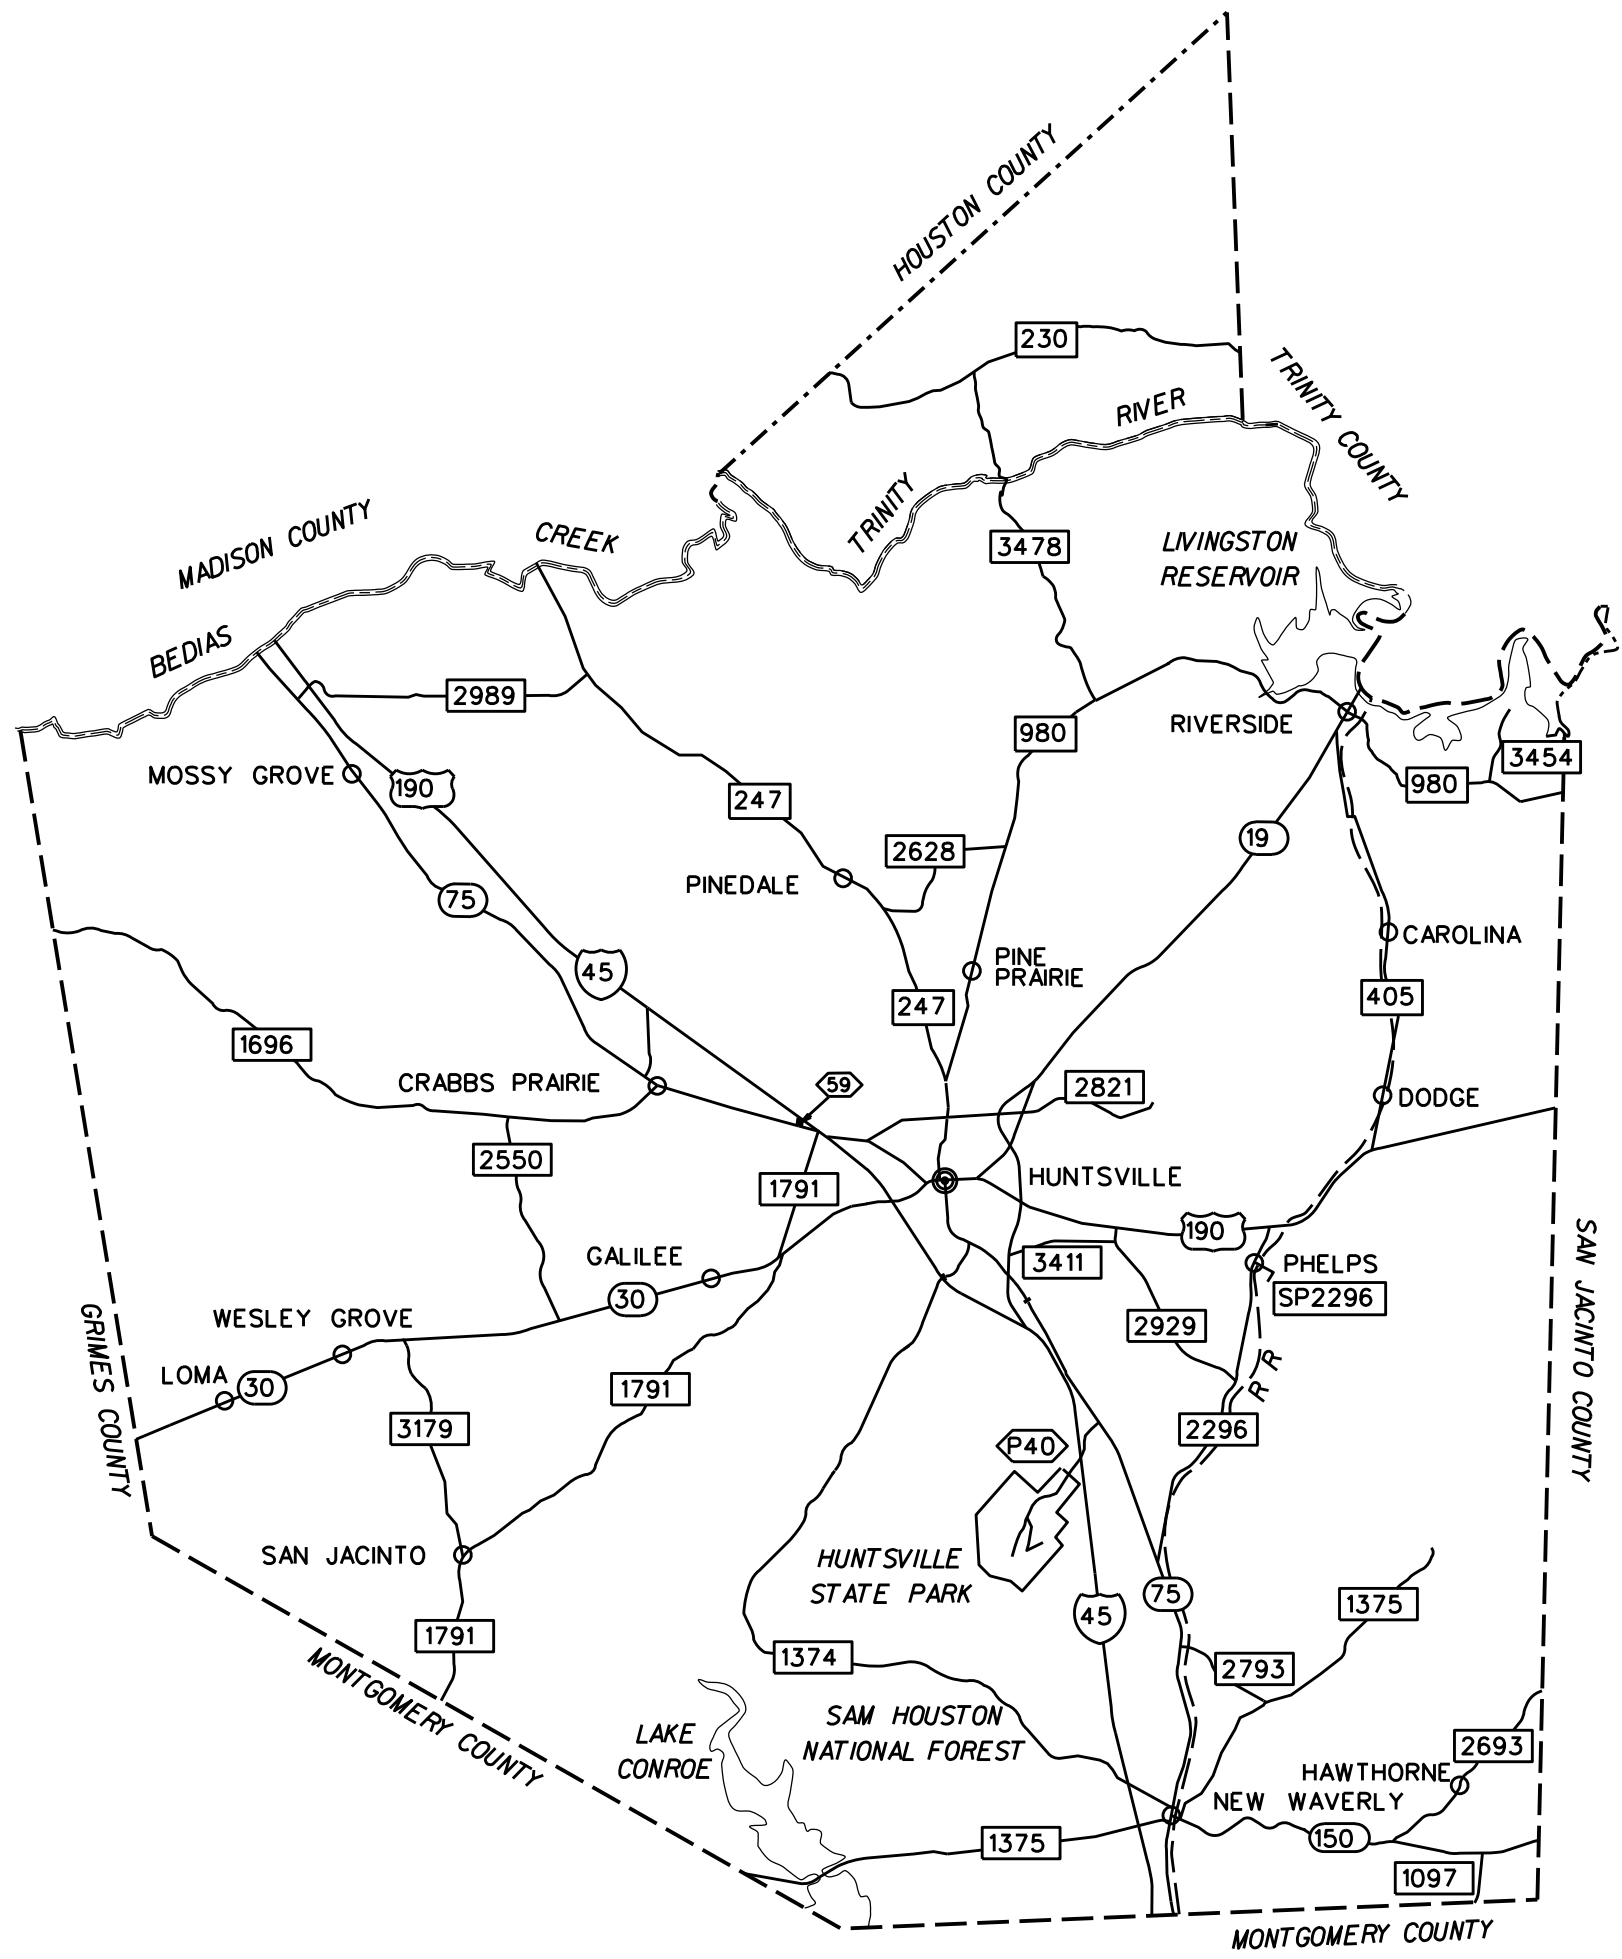 HOUSTON COUNTY
230
TRINITY COUNTY
RIVER
TRINITY
MADISON COUNTY
CREEK
3478
LIVINGSTON
RESERVOIR
BEDIAS
2989
980
RIVERSIDE
3454
MOSSY GROVE
190
980
247
19
2628
PINEDALE
75
CAROLINA
PINE
PRAIRIE
45
405
247
1696
CRABBS PRAIRIE
59
2821
DODGE
2550
1791
HUNTSVILLE
190
GALILEE
3411
PHELPS
30
SP2296
WESLEY GROVE
2929
SAN JACINTO COUNTY
GRIMES COUNTY
LOMA
30
1791
R R
3179
2296
P40
SAN JACINTO
HUNTSVILLE
STATE PARK
75
1375
45
1791
1374
2793
MONTGOMERY COUNTY
SAM HOUSTON
NATIONAL FOREST
LAKE
CONROE
2693
HAWTHORNE
NEW WAVERLY
1375
150
1097
MONTGOMERY COUNTY